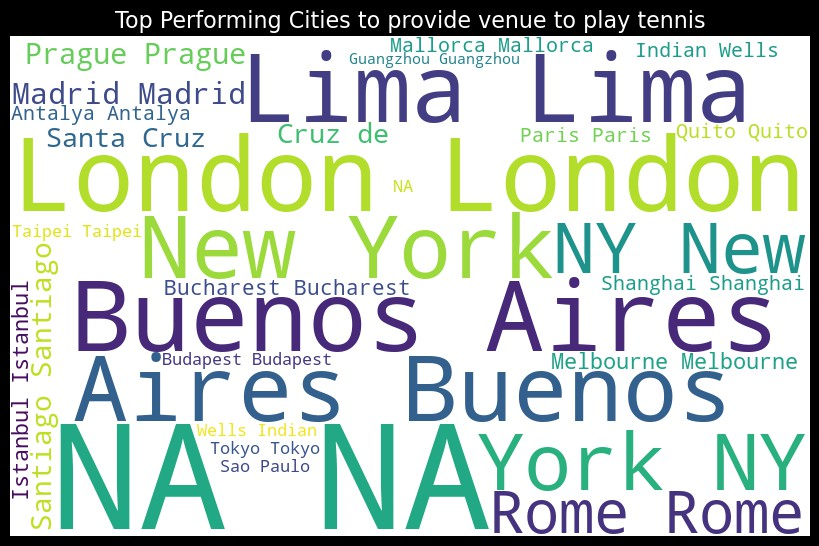 Top Performing Cities to provide venue to play tennis
Prague Prague
Mallorca Mallorca
Indian Wells
Guangzhou Guangzhou
Lima Lima
Madrid Madrid
Antalya Antalya
Santa Cruz
Cruz de
Paris Paris
Quito Quito
London London
NA
New York
NY New
Taipei Taipei
Santiago Santiago
Istanbul Istanbul
Bucharest Bucharest
Shanghai Shanghai
Buenos Aires
Budapest Budapest
Melbourne Melbourne
Aires Buenos
NA NA
Wells Indian
Tokyo Tokyo
Sao Paulo
York NY
Rome Rome